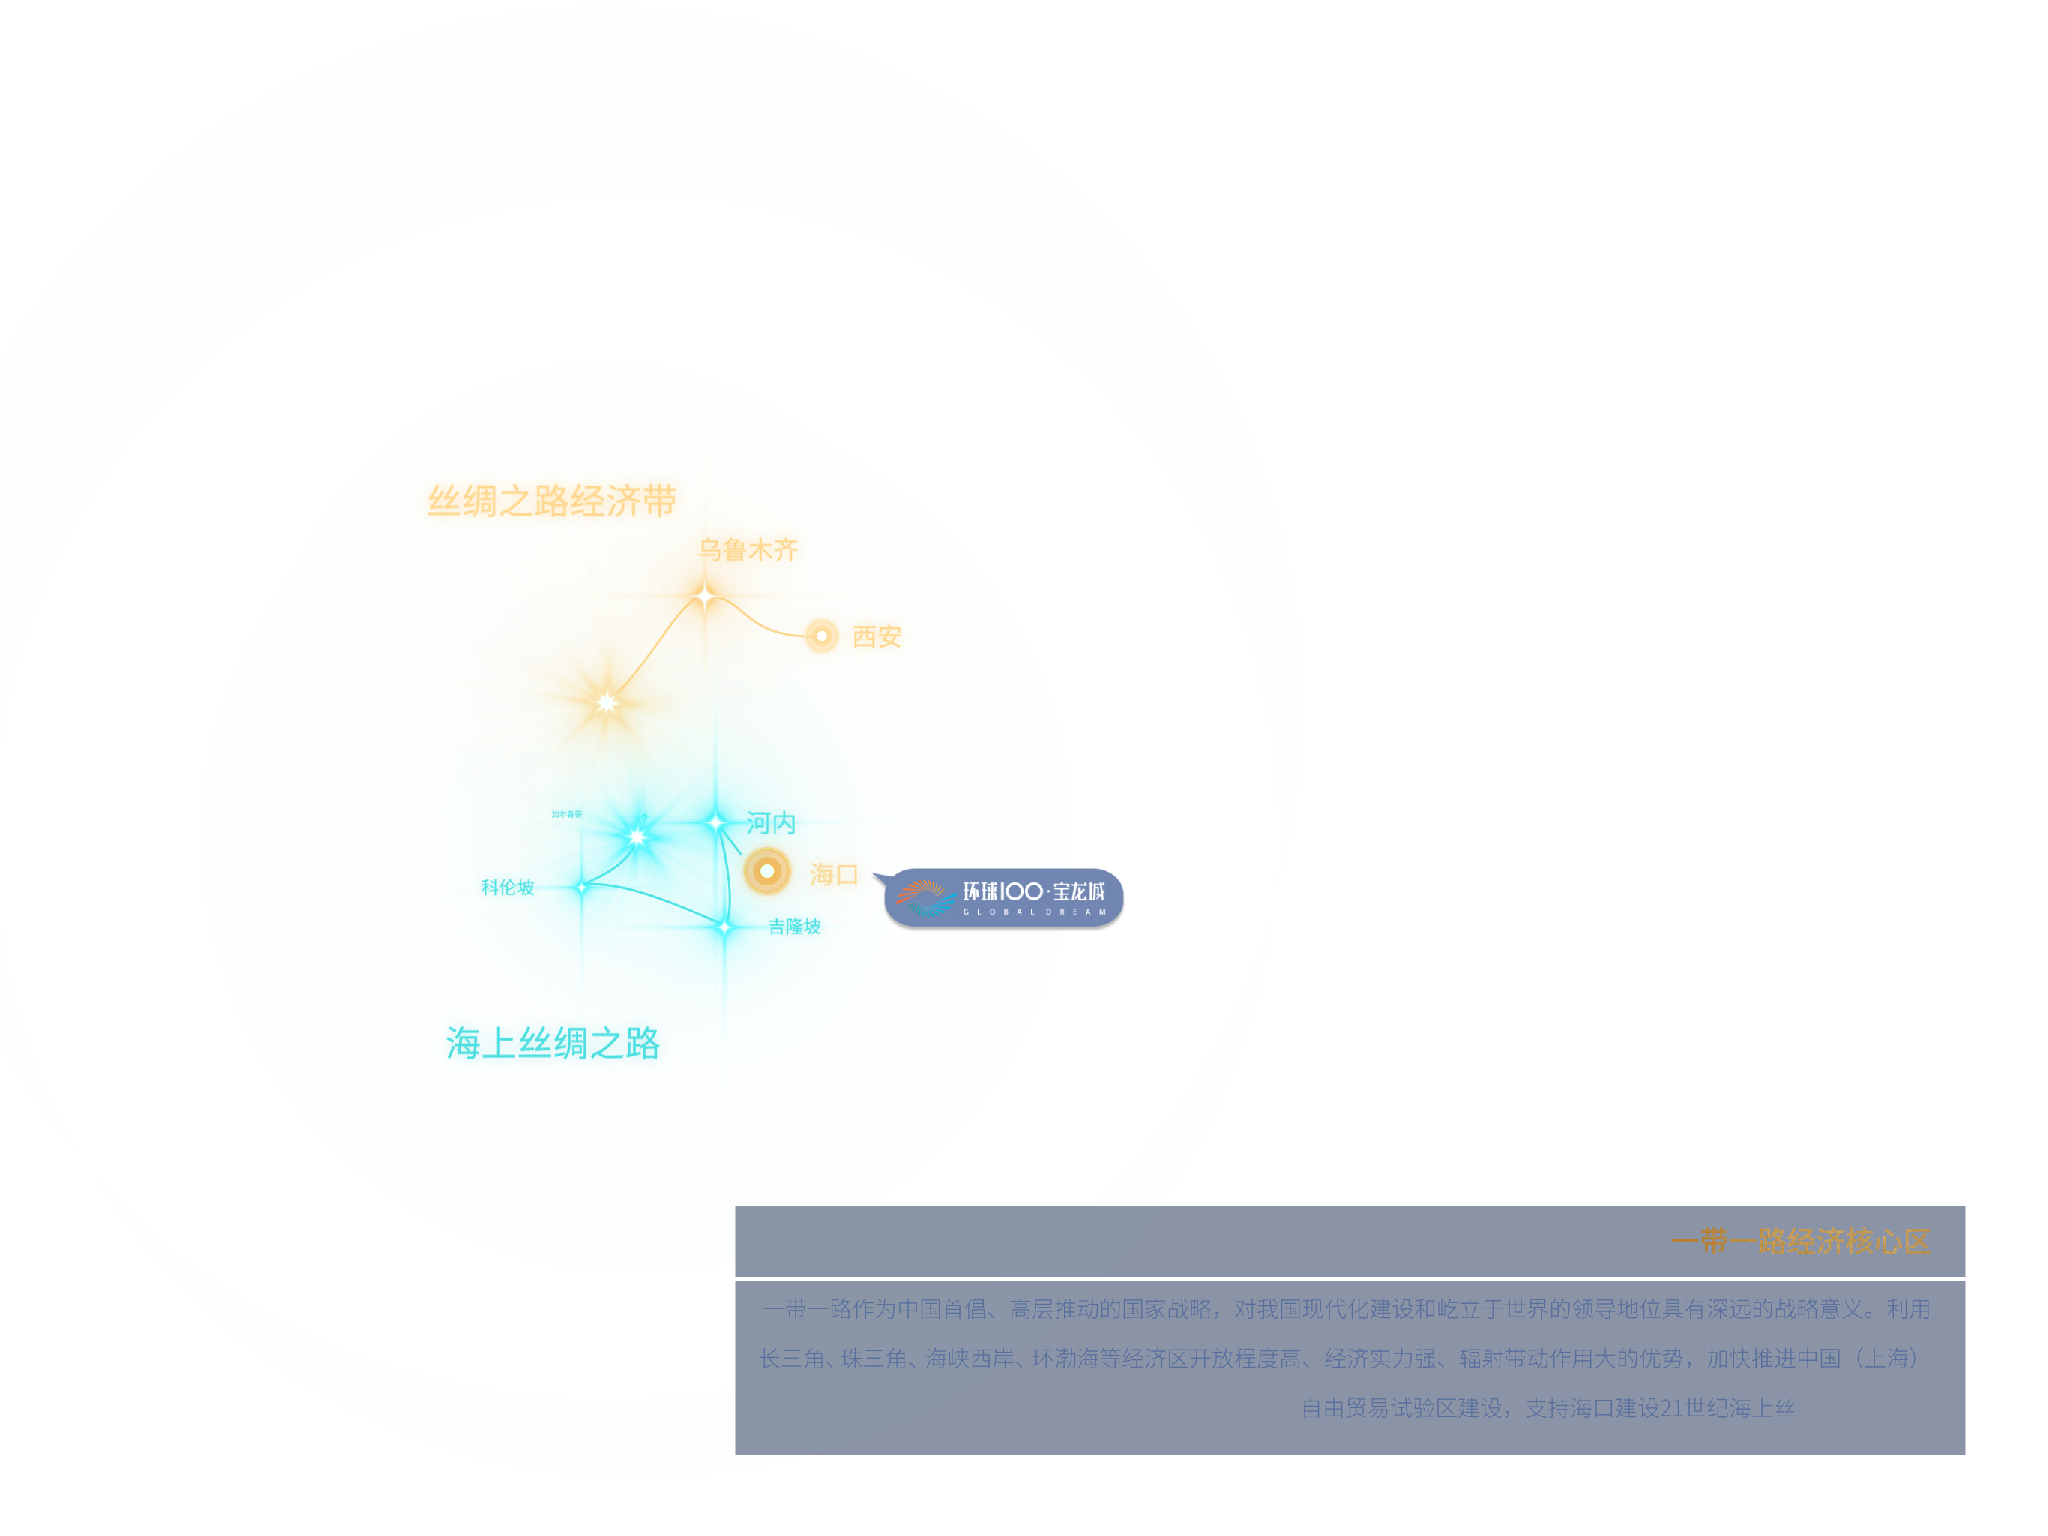 丝绸之路经济带
乌鲁木齐
西安
加尔各答
河内
海口
科伦坡
环球100·宝龙城
GLOBAL DREAM
吉隆坡
海上丝绸之路
一带一路经济核心区
一带一路作为中国首倡、高层推动的国家战略，对我国现代化建设和屹立于世界的领导地位具有深远的战略意义。利用
长三角、珠三角、海峡西岸、环渤海等经济区开放程度高、经济实力强、辐射带动作用大的优势，加快推进中国（上海）
自由贸易试验区建设，支持海口建设21世纪海上丝